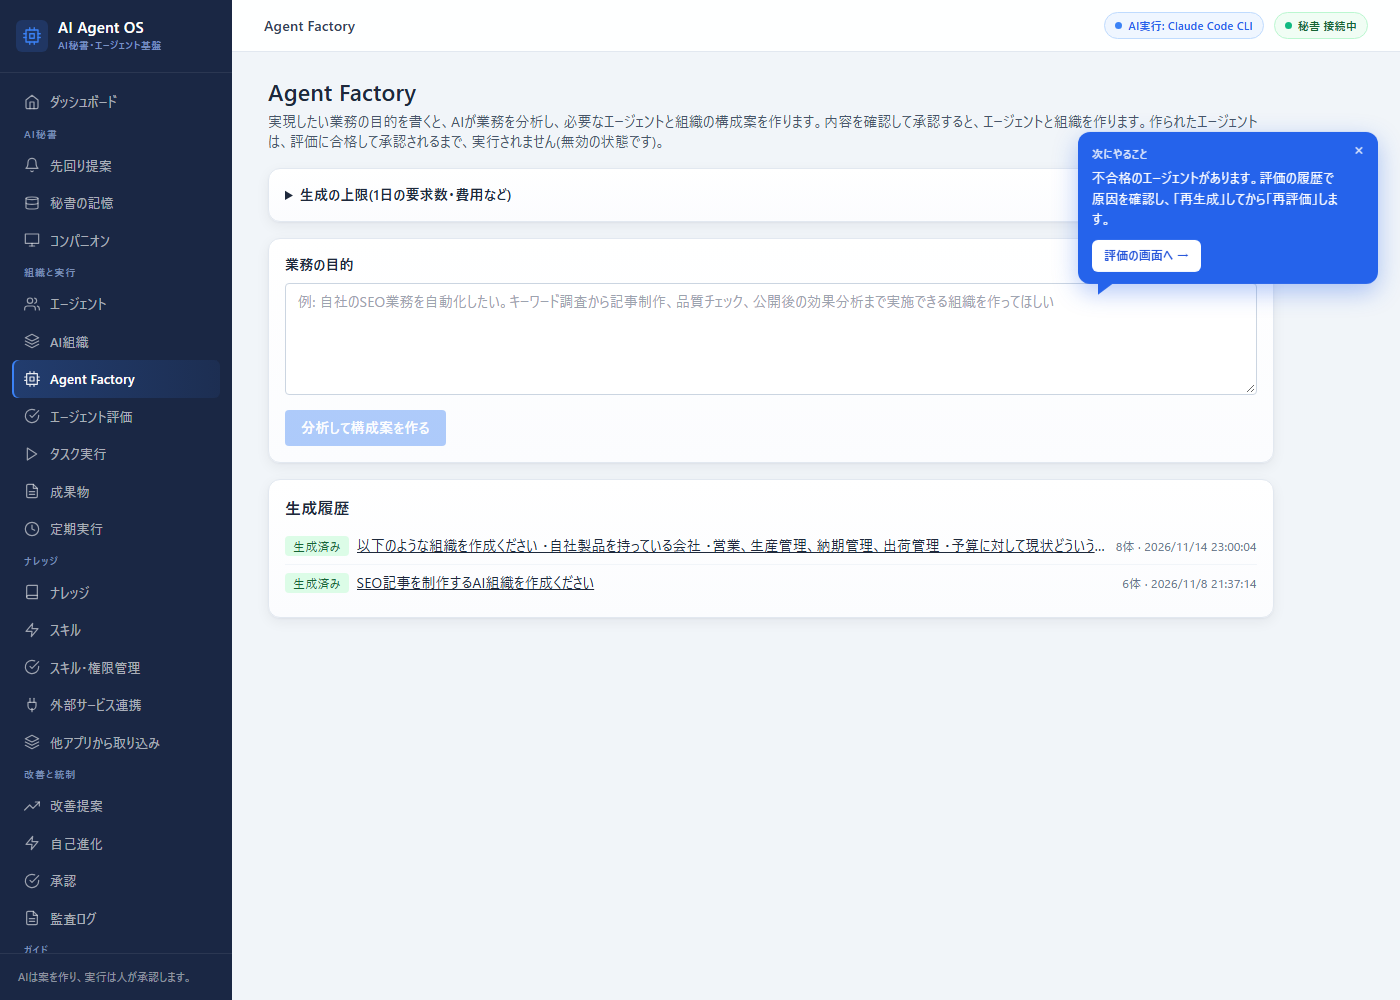 AI Agent OS
AI秘書・エージェント基盤
ダッシュボード
AI秘書
先回り提案
秘書の記憶
コンパニオン
組織と実行
エージェント
AI組織
Agent Factory
エージェント評価
タスク実行
成果物
定期実行
ナレッジ
ナレッジ
スキル
スキル・権限管理
外部サービス連携
他アプリから取り込み
改善と統制
改善提案
自己進化
承認
監査ログ
ガイド
AIは案を作り、実行は人が承認します。
Agent Factory
AI実行: Claude Code CLI
秘書 接続中
Agent Factory
実現したい業務の目的を書くと、AIが業務を分析し、必要なエージェントと組織の構成案を作ります。内容を確認して承認すると、エージェントと組織を作ります。作られたエージェント
は、評価に合格して承認されるまで、実行されません(無効の状態です)。
▶ 生成の上限(1日の要求数・費用など)
次にやること
×
不合格のエージェントがあります。評価の履歴で
原因を確認し、「再生成」してから「再評価」しま
す。
評価の画面へ →
業務の目的
例: 自社のSEO業務を自動化したい。キーワード調査から記事制作、品質チェック、公開後の効果分析まで実施できる組織を作ってほしい
分析して構成案を作る
生成履歴
生成済み 以下のような組織を作成ください ・自社製品を持っている会社 ・営業、生産管理、納期管理、出荷管理 ・予算に対して現状どういう... 8体 · 2026/11/14 23:00:04
生成済み SEO記事を制作するAI組織を作成ください 6体 · 2026/11/8 21:37:14